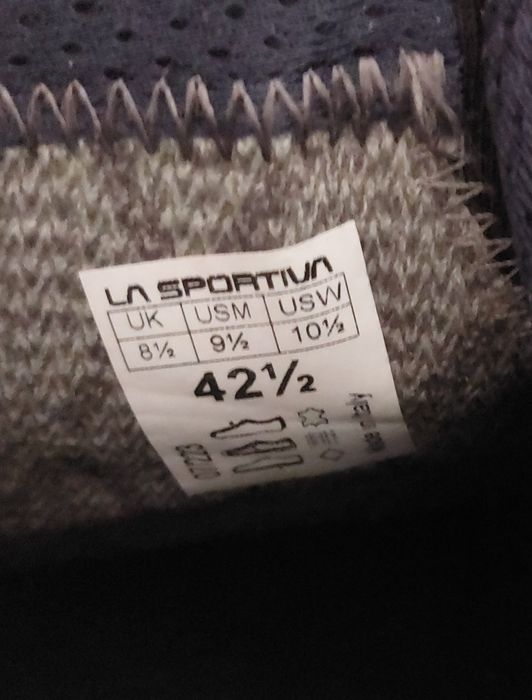 LA SPORTIVA
UK USM USW
8½ 9½ 10½
42½